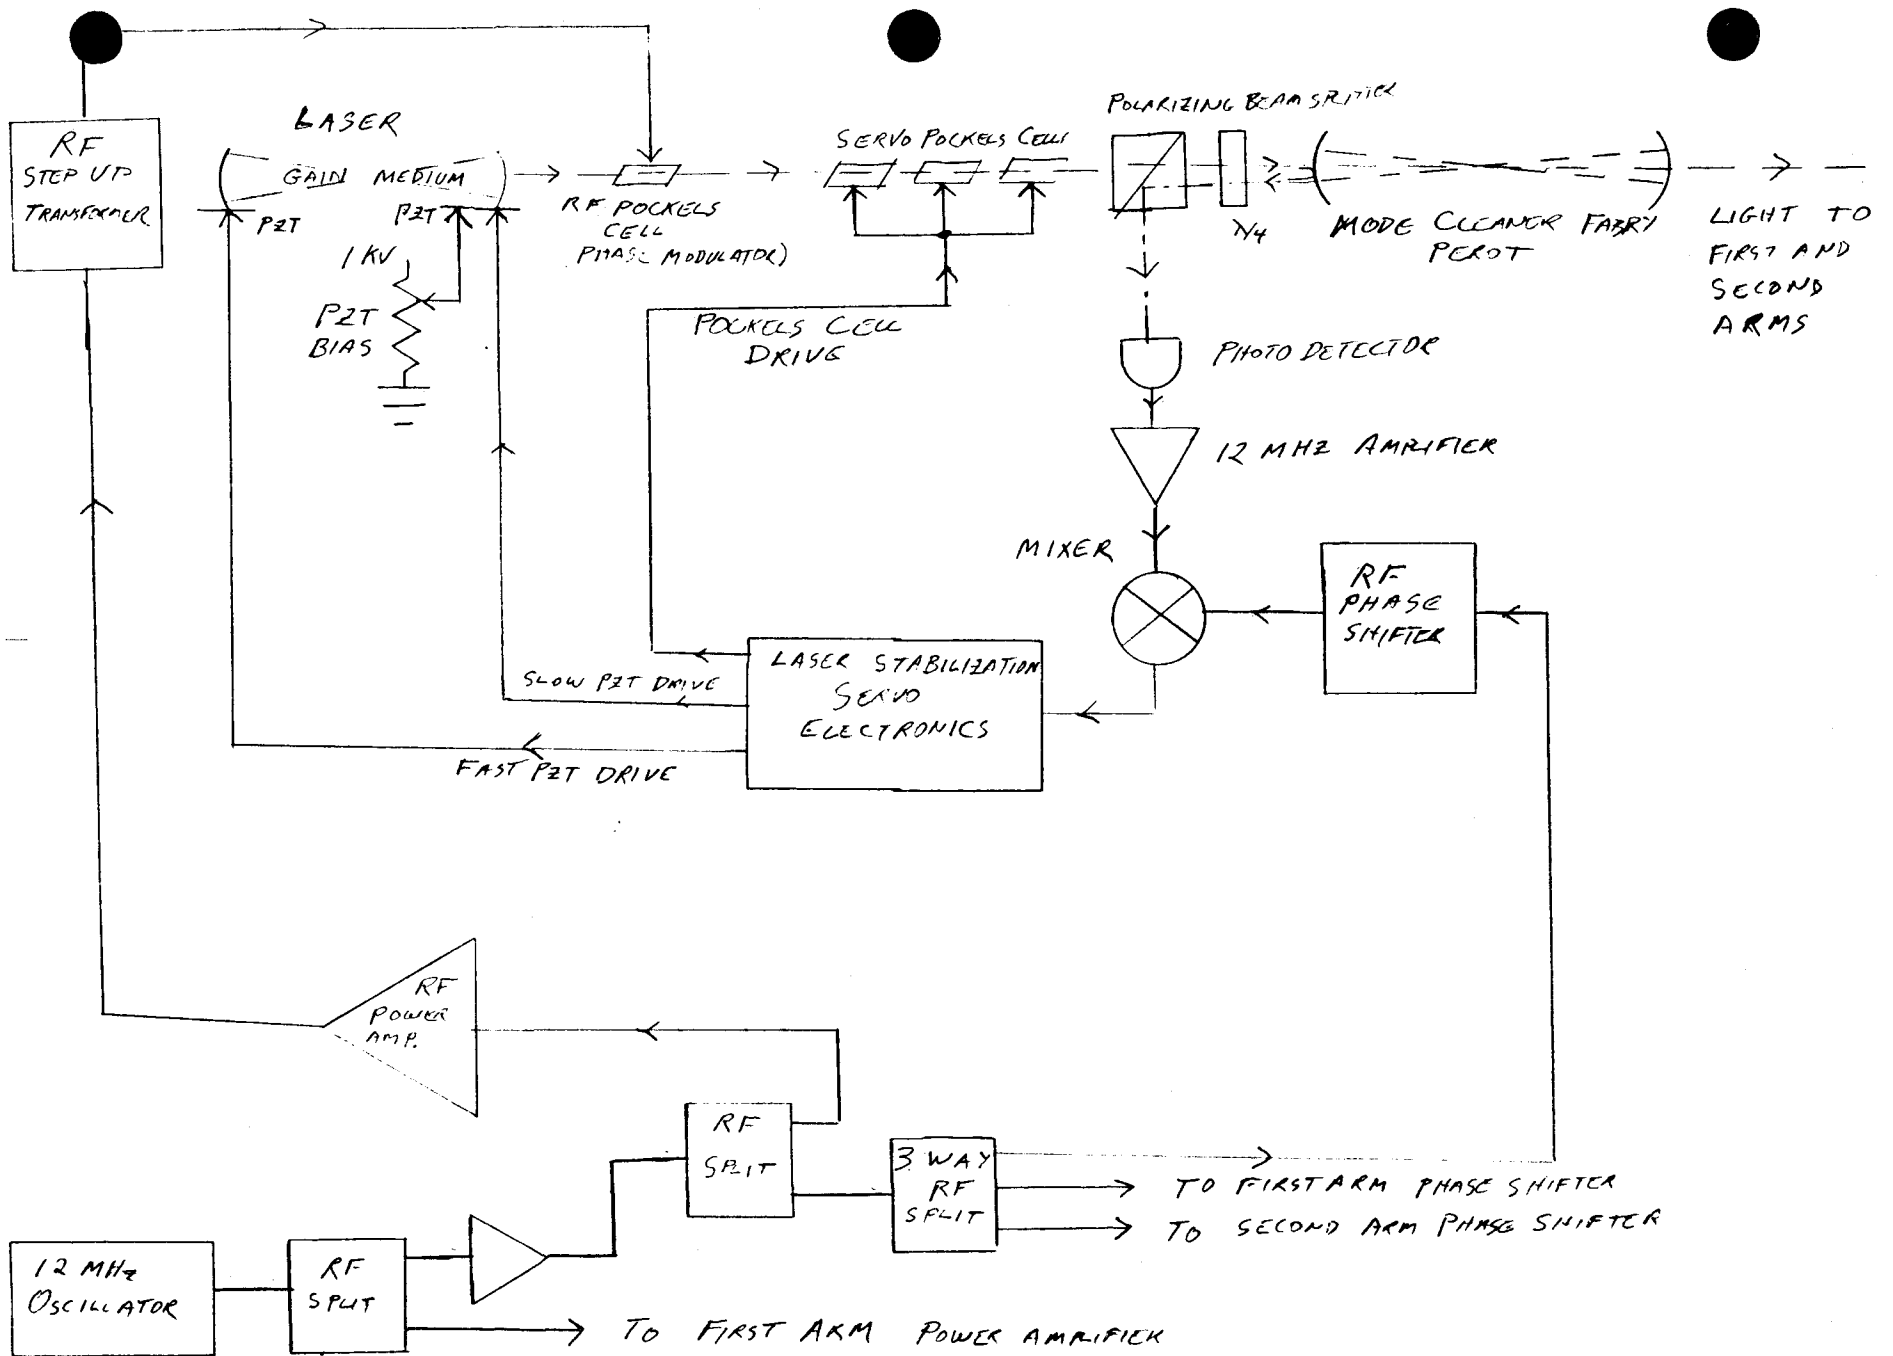 LASER
RF
STEP UP
TRANSFORMER
GAIN MEDIUM
PZT
PZT
1 KV
PZT
BIAS
RF POCKELS
CELL
PHASE MODULATOR)
SERVO POCKELS CELLS
POLARIZING BEAM SPLITTER
λ/4
MODE CLEANER FABRY
PEROT
LIGHT TO
FIRST AND
SECOND
ARMS
POCKELS CELL
DRIVE
PHOTO DETECTOR
12 MHZ AMPLIFIER
MIXER
RF
PHASE
SHIFTER
LASER STABILIZATION
SERVO
ELECTRONICS
SLOW PZT DRIVE
FAST PZT DRIVE
RF
POWER
AMP.
RF
SPLIT
3 WAY
RF
SPLIT
TO FIRST ARM PHASE SHIFTER
TO SECOND ARM PHASE SHIFTER
12 MHz
OSCILLATOR
RF
SPLIT
TO FIRST ARM POWER AMPLIFIER